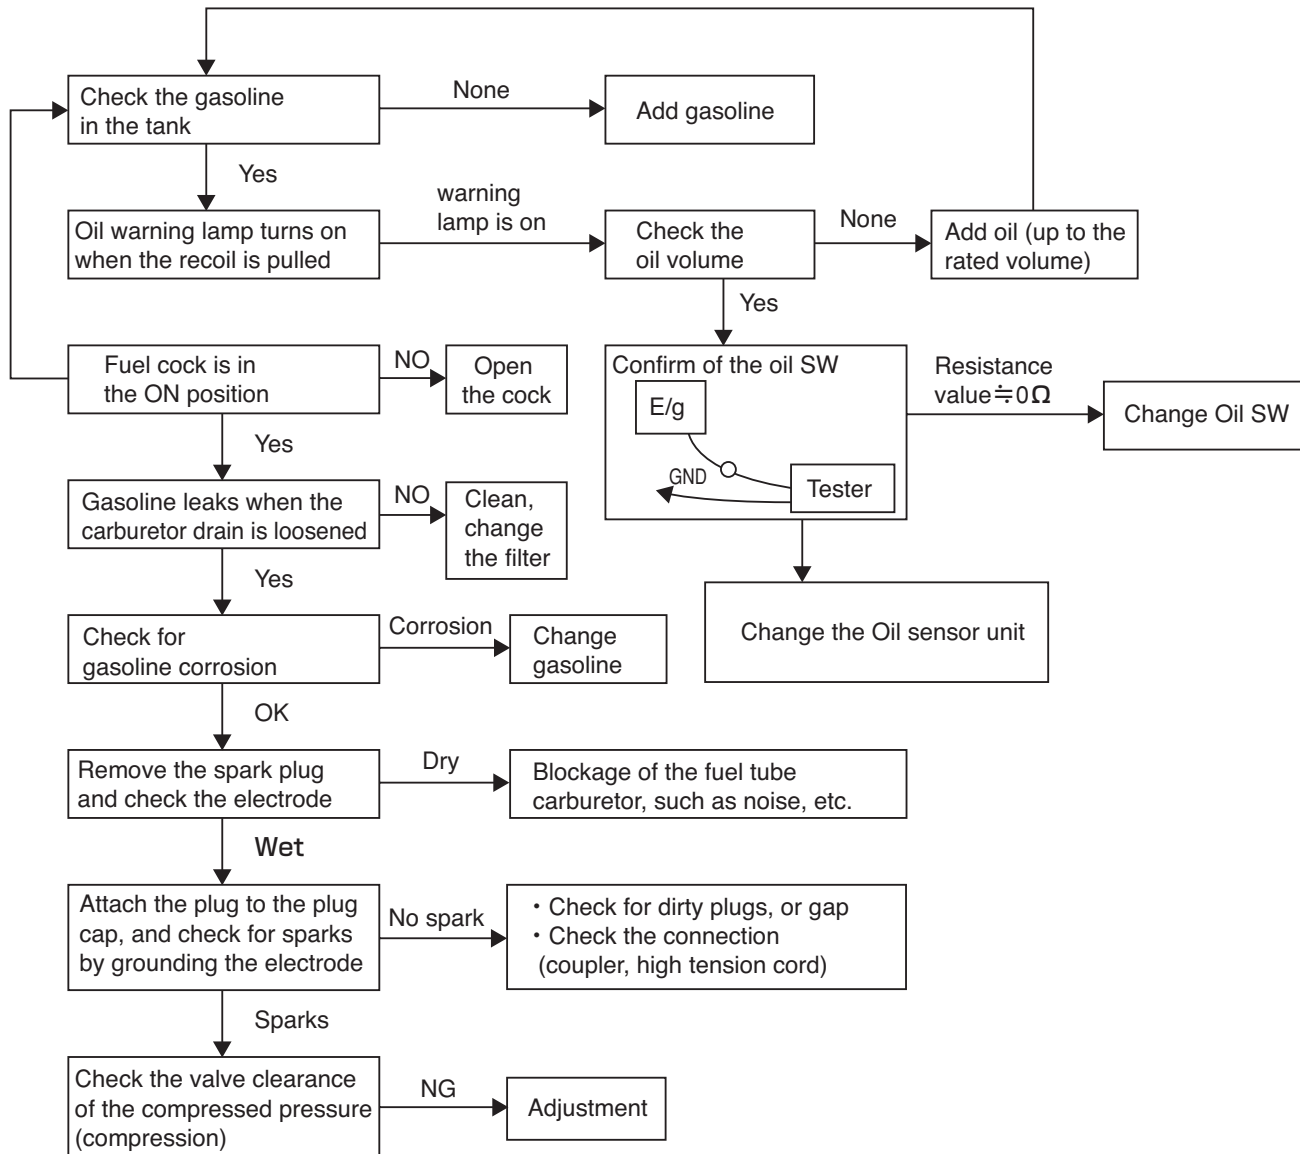 Check the gasoline
in the tank
None
Add gasoline
Yes
Oil warning lamp turns on
when the recoil is pulled
warning
lamp is on
Check the
oil volume
None
Add oil (up to the
rated volume)
Yes
Fuel cock is in
the ON position
NO
Open
the cock
Confirm of the oil SW
E/g
GND
Tester
Resistance
value≒0Ω
Change Oil SW
Yes
Gasoline leaks when the
carburetor drain is loosened
NO
Clean,
change
the filter
Change the Oil sensor unit
Yes
Check for
gasoline corrosion
Corrosion
Change
gasoline
OK
Remove the spark plug
and check the electrode
Dry
Blockage of the fuel tube
carburetor, such as noise, etc.
Wet
Attach the plug to the plug
cap, and check for sparks
by grounding the electrode
No spark
・Check for dirty plugs, or gap
・Check the connection
(coupler, high tension cord)
Sparks
Check the valve clearance
of the compressed pressure
(compression)
NG
Adjustment